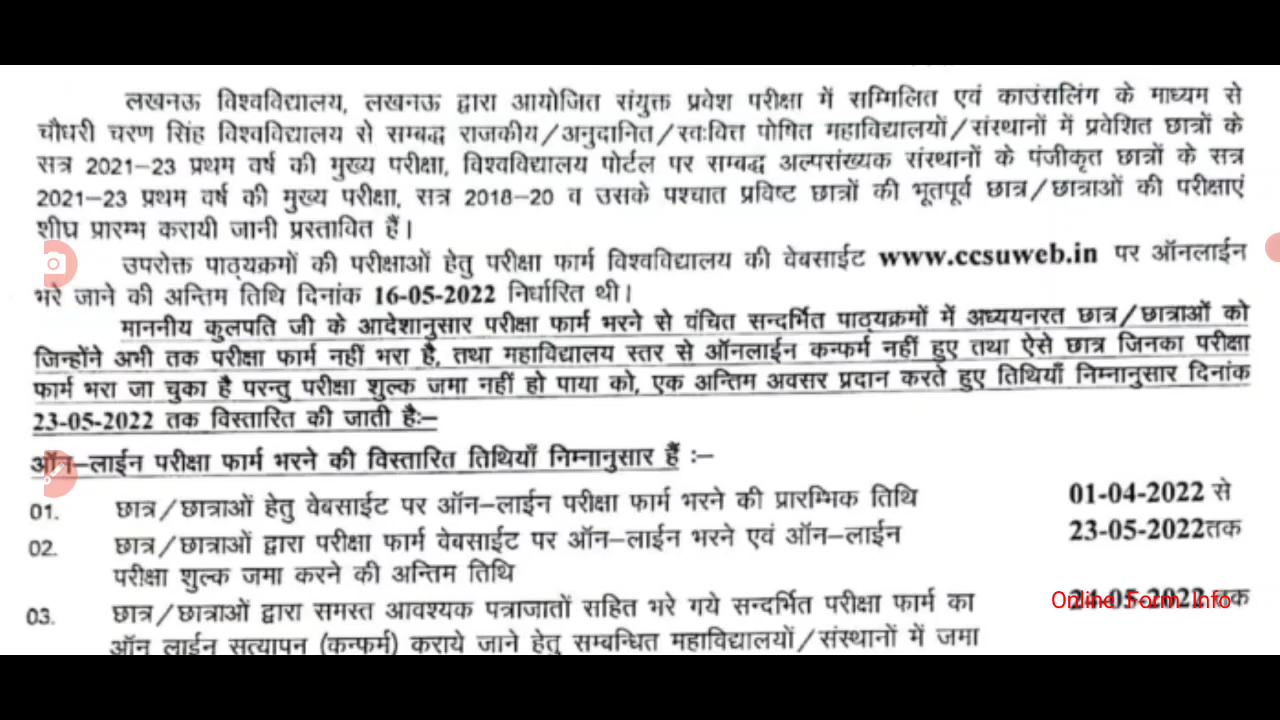 लखनऊ विश्वविद्यालय, लखनऊ द्वारा आयोजित संयुक्त प्रवेश परीक्षा में सम्मिलित एवं काउंसलिंग के माध्यम से
चौधरी चरण सिंह विश्वविद्यालय से सम्बद्ध राजकीय/अनुदानित/स्वःवित्त पोषित महाविद्यालयों/संस्थानों में प्रवेशित छात्रों के
सत्र 2021–23 प्रथम वर्ष की मुख्य परीक्षा, विश्वविद्यालय पोर्टल पर सम्बद्ध अल्पसंख्यक संस्थानों के पंजीकृत छात्रों के सत्र
2021–23 प्रथम वर्ष की मुख्य परीक्षा, सत्र 2018–20 व उसके पश्चात प्रविष्ट छात्रों की भूतपूर्व छात्र/छात्राओं की परीक्षाएं
शीघ्र प्रारम्भ करायी जानी प्रस्तावित हैं।
उपरोक्त पाठ्यक्रमों की परीक्षाओं हेतु परीक्षा फार्म विश्वविद्यालय की वेबसाईट www.ccsuweb.in पर ऑनलाईन
भरे जाने की अन्तिम तिथि दिनांक 16-05-2022 निर्धारित थी।
माननीय कुलपति जी के आदेशानुसार परीक्षा फार्म भरने से वंचित सन्दर्भित पाठ्यक्रमों में अध्ययनरत छात्र/छात्राओं को
जिन्होंने अभी तक परीक्षा फार्म नहीं भरा है, तथा महाविद्यालय स्तर से ऑनलाईन कन्फर्म नहीं हुए तथा ऐसे छात्र जिनका परीक्षा
फार्म भरा जा चुका है परन्तु परीक्षा शुल्क जमा नहीं हो पाया को, एक अन्तिम अवसर प्रदान करते हुए तिथियाँ निम्नानुसार दिनांक
23-05-2022 तक विस्तारित की जाती है:–
ऑन–लाईन परीक्षा फार्म भरने की विस्तारित तिथियाँ निम्नानुसार हैं :–
01. छात्र/छात्राओं हेतु वेबसाईट पर ऑन–लाईन परीक्षा फार्म भरने की प्रारम्भिक तिथि 01-04-2022 से
02. छात्र/छात्राओं द्वारा परीक्षा फार्म वेबसाईट पर ऑन–लाईन भरने एवं ऑन–लाईन 23-05-2022तक
परीक्षा शुल्क जमा करने की अन्तिम तिथि
03. छात्र/छात्राओं द्वारा समस्त आवश्यक पत्राजातों सहित भरे गये सन्दर्भित परीक्षा फार्म का 24-05-2022 तक
Online Form Info
ऑन लाईन सत्यापन (कन्फर्म) कराये जाने हेतु सम्बन्धित महाविद्यालयों/संस्थानों में जमा